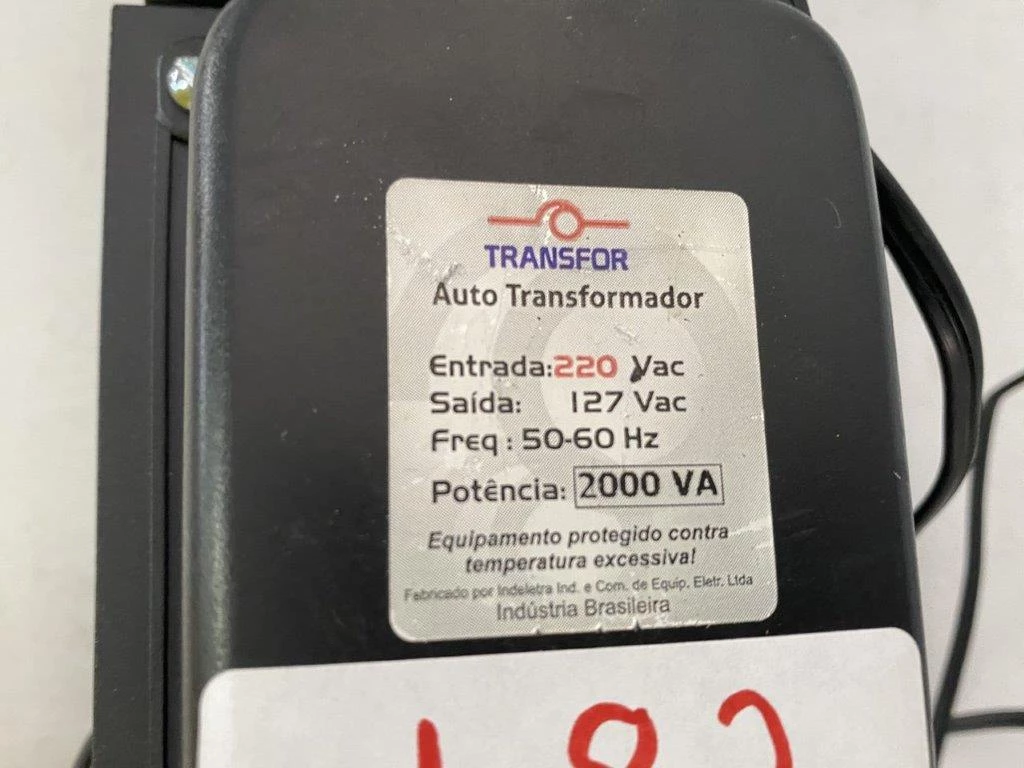 TRANSFOR
Auto Transformador
Entrada:220 Vac
Saída: 127 Vac
Freq : 50-60 Hz
Potência: 2000 VA
Equipamento protegido contra
temperatura excessiva!
Fabricado por Indeletra Ind. e Com. de Equip. Eletr. Ltda
Indústria Brasileira